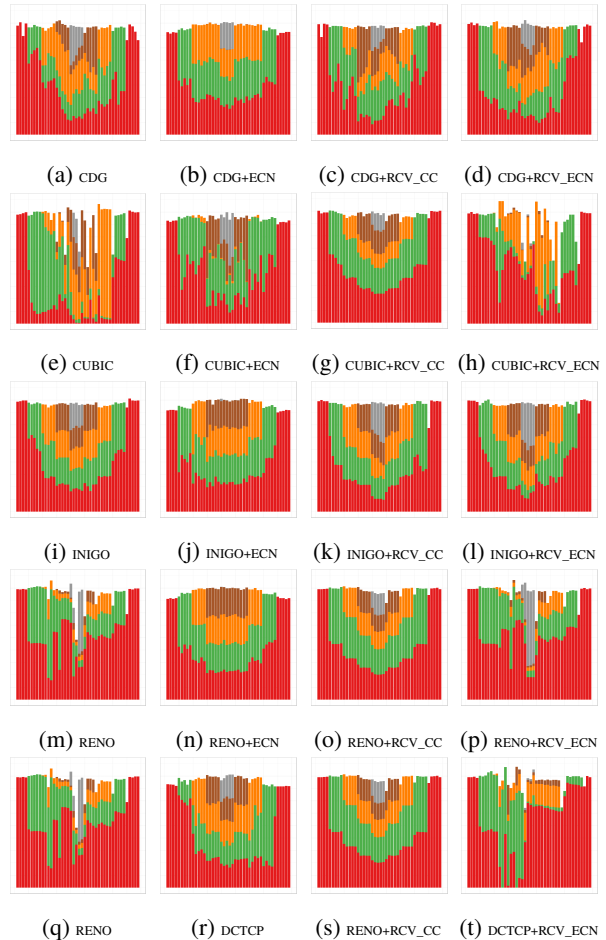 (a) CDG
(b) CDG+ECN
(c) CDG+RCV_CC
(d) CDG+RCV_ECN
(e) CUBIC
(f) CUBIC+ECN
(g) CUBIC+RCV_CC
(h) CUBIC+RCV_ECN
(i) INIGO
(j) INIGO+ECN
(k) INIGO+RCV_CC
(l) INIGO+RCV_ECN
(m) RENO
(n) RENO+ECN
(o) RENO+RCV_CC
(p) RENO+RCV_ECN
(q) RENO
(r) DCTCP
(s) RENO+RCV_CC
(t) DCTCP+RCV_ECN